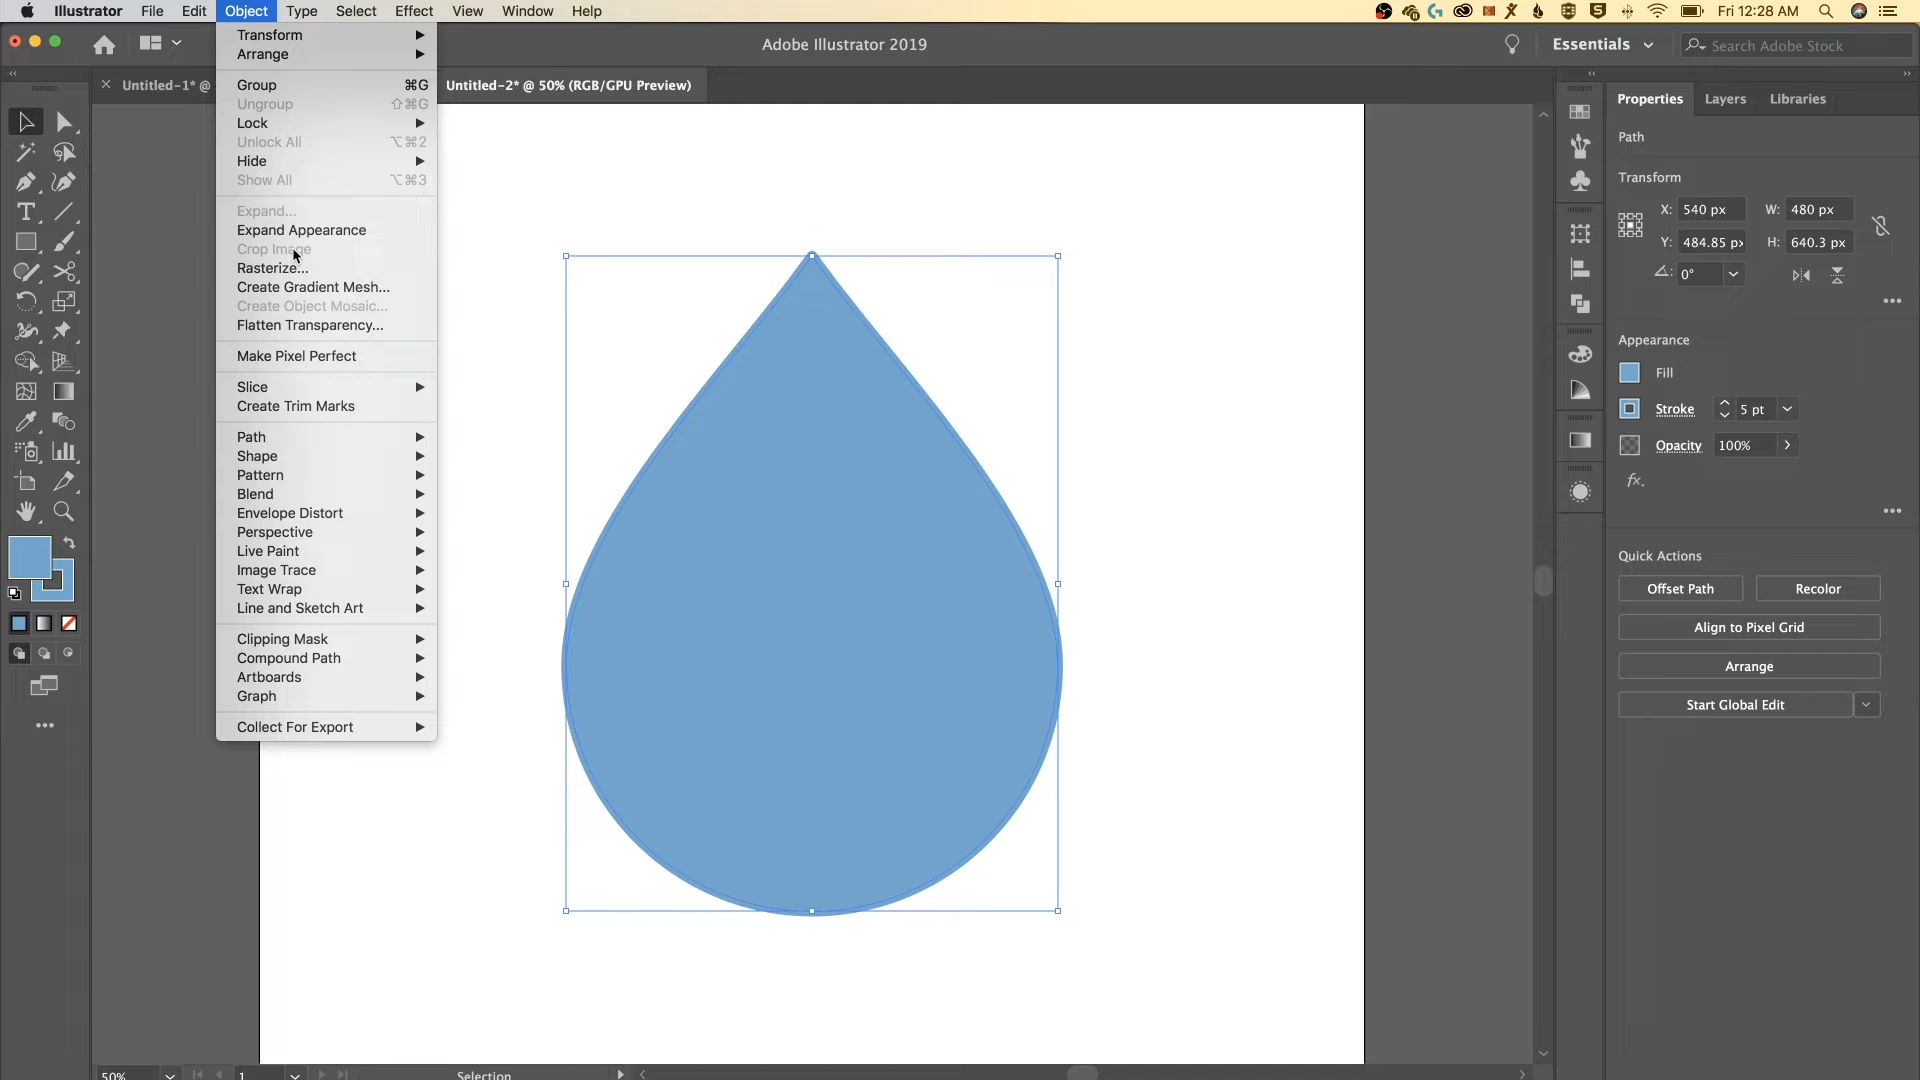 Illustrator File Edit Object Type Select Effect View Window Help
Fri 12:28 AM
Adobe Illustrator 2019
Essentials
Search Adobe Stock
Untitled-1* @
Untitled-2* @ 50% (RGB/GPU Preview)
Transform
Arrange
Group ⌘G
Ungroup ⇧⌘G
Lock
Unlock All ⌥⌘2
Hide
Show All ⌥⌘3
Expand...
Expand Appearance
Crop Image
Rasterize...
Create Gradient Mesh...
Create Object Mosaic...
Flatten Transparency...
Make Pixel Perfect
Slice
Create Trim Marks
Path
Shape
Pattern
Blend
Envelope Distort
Perspective
Live Paint
Image Trace
Text Wrap
Line and Sketch Art
Clipping Mask
Compound Path
Artboards
Graph
Collect For Export
Properties Layers Libraries
Path
Transform
X: 540 px W: 480 px
Y: 484.85 px H: 640.3 px
0°
Appearance
Fill
Stroke 5 pt
Opacity 100%
fx.
Quick Actions
Offset Path Recolor
Align to Pixel Grid
Arrange
Start Global Edit
50% 1 Selection